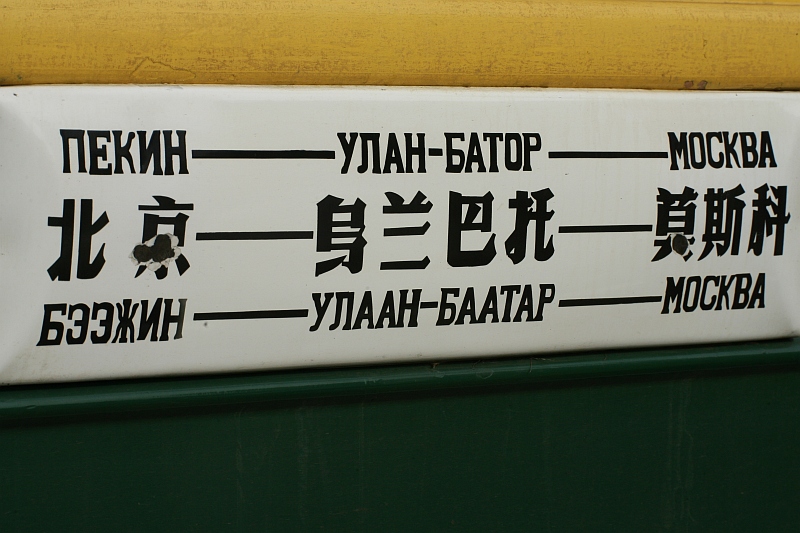 ПЕКИН — УЛАН-БАТОР — МОСКВА
北京 — 乌兰巴托 — 莫斯科
БЭЭЖИН — УЛААН-БААТАР — МОСКВА